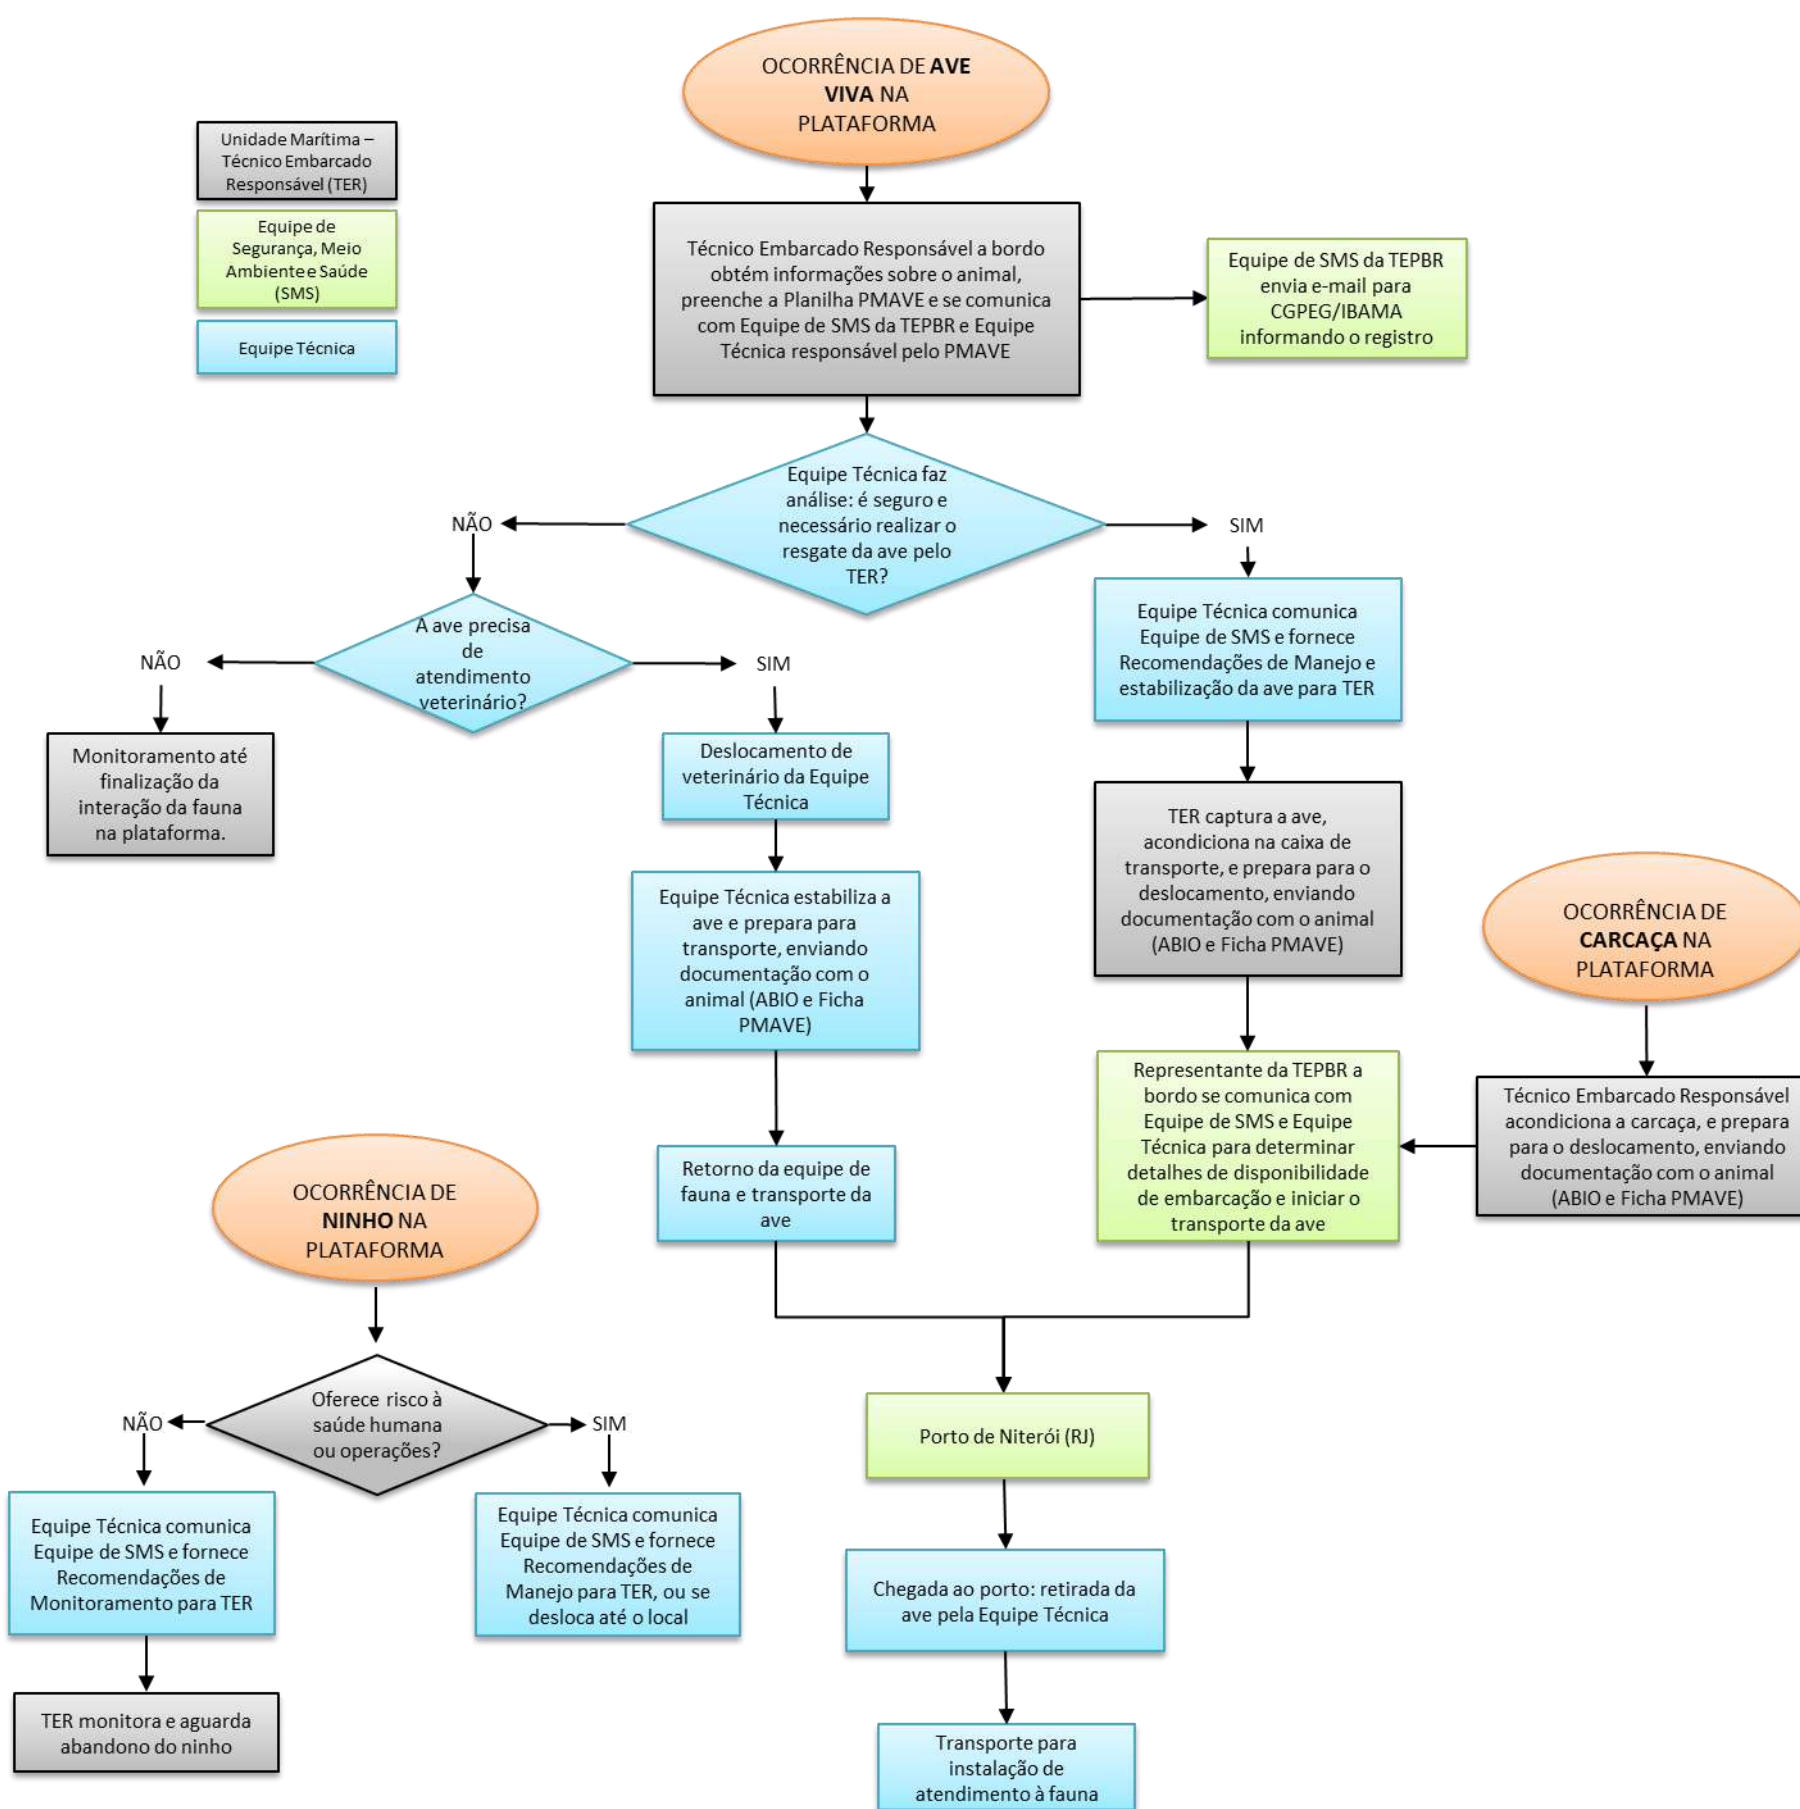 OCORRÊNCIA DE AVE
VIVA NA
PLATAFORMA
Unidade Marítima –
Técnico Embarcado
Responsável (TER)
Equipe de
Segurança, Meio
Ambiente e Saúde
(SMS)
Equipe Técnica
Técnico Embarcado Responsável a bordo
obtém informações sobre o animal,
preenche a Planilha PMAVE e se comunica
com Equipe de SMS da TEPBR e Equipe
Técnica responsável pelo PMAVE
Equipe de SMS da TEPBR
envia e-mail para
CGPEG/IBAMA
informando o registro
Equipe Técnica faz
análise: é seguro e
necessário realizar o
resgate da ave pelo
TER?
NÃO
SIM
A ave precisa
de
atendimento
veterinário?
NÃO
SIM
Monitoramento até
finalização da
interação da fauna
na plataforma.
Deslocamento de
veterinário da Equipe
Técnica
Equipe Técnica estabiliza a
ave e prepara para
transporte, enviando
documentação com o
animal (ABIO e Ficha
PMAVE)
Retorno da equipe de
fauna e transporte da
ave
Equipe Técnica comunica
Equipe de SMS e fornece
Recomendações de Manejo e
estabilização da ave para TER
TER captura a ave,
acondiciona na caixa de
transporte, e prepara para o
deslocamento, enviando
documentação com o animal
(ABIO e Ficha PMAVE)
Representante da TEPBR a
bordo se comunica com
Equipe de SMS e Equipe
Técnica para determinar
detalhes de disponibilidade
de embarcação e iniciar o
transporte da ave
OCORRÊNCIA DE
CARCAÇA NA
PLATAFORMA
Técnico Embarcado Responsável
acondiciona a carcaça, e prepara
para o deslocamento, enviando
documentação com o animal
(ABIO e Ficha PMAVE)
OCORRÊNCIA DE
NINHO NA
PLATAFORMA
Oferece risco à
saúde humana
ou operações?
NÃO
SIM
Equipe Técnica comunica
Equipe de SMS e fornece
Recomendações de
Monitoramento para TER
TER monitora e aguarda
abandono do ninho
Equipe Técnica comunica
Equipe de SMS e fornece
Recomendações de
Manejo para TER, ou se
desloca até o local
Porto de Niterói (RJ)
Chegada ao porto: retirada da
ave pela Equipe Técnica
Transporte para
instalação de
atendimento à fauna